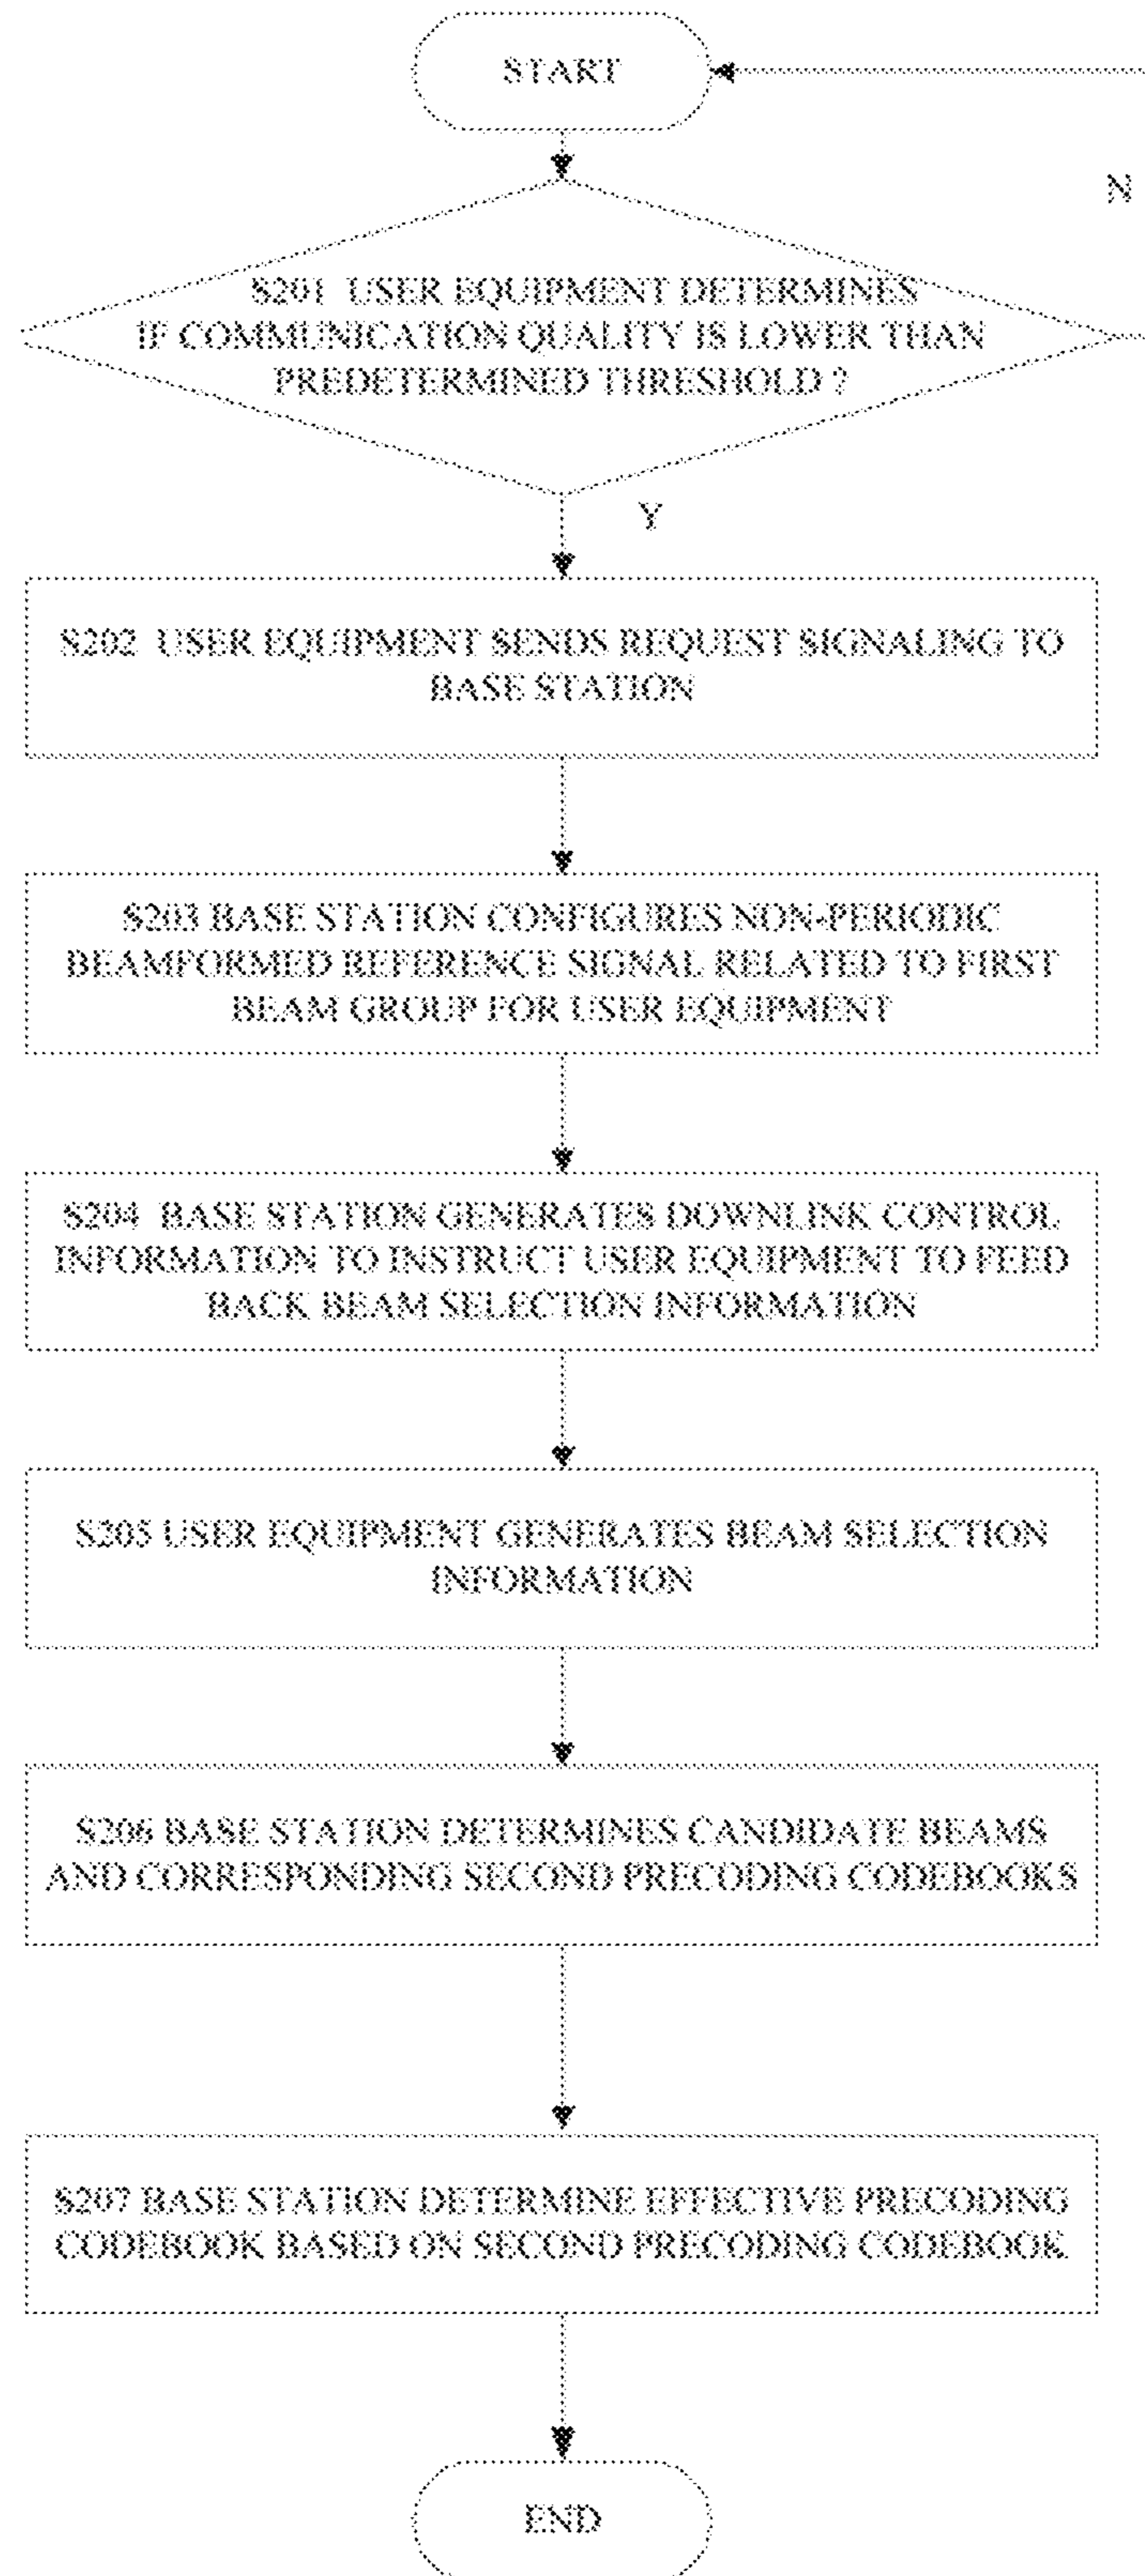 START
N
S201 USER EQUIPMENT DETERMINES
IF COMMUNICATION QUALITY IS LOWER THAN
PREDETERMINED THRESHOLD ?
Y
S202 USER EQUIPMENT SENDS REQUEST SIGNALING TO
BASE STATION
S203 BASE STATION CONFIGURES NON-PERIODIC
BEAMFORMED REFERENCE SIGNAL RELATED TO FIRST
BEAM GROUP FOR USER EQUIPMENT
S204 BASE STATION GENERATES DOWNLINK CONTROL
INFORMATION TO INSTRUCT USER EQUIPMENT TO FEED
BACK BEAM SELECTION INFORMATION
S205 USER EQUIPMENT GENERATES BEAM SELECTION
INFORMATION
S206 BASE STATION DETERMINES CANDIDATE BEAMS
AND CORRESPONDING SECOND PRECODING CODEBOOKS
S207 BASE STATION DETERMINE EFFECTIVE PRECODING
CODEBOOK BASED ON SECOND PRECODING CODEBOOK
END